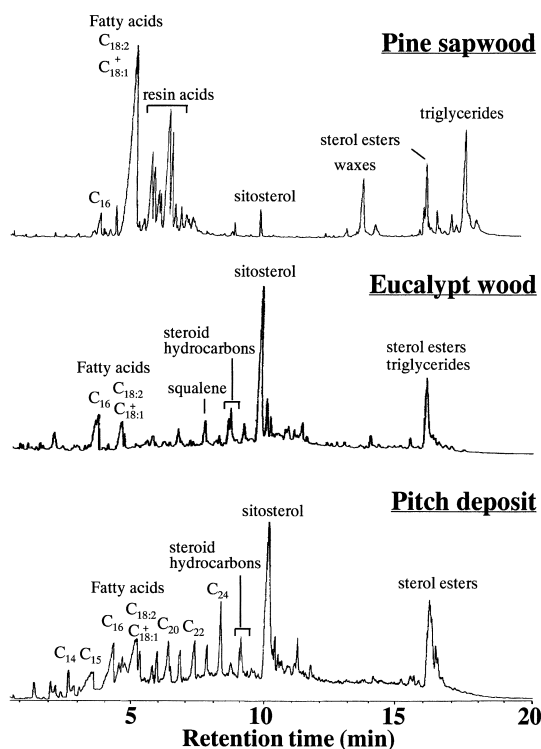 Fatty acids
C18:2
+
C18:1
Pine sapwood
resin acids
triglycerides
sterol esters
waxes
C16
sitosterol
sitosterol
Eucalypt wood
steroid
hydrocarbons
sterol esters
triglycerides
Fatty acids
squalene
C16
C18:2
+
C18:1
Pitch deposit
sitosterol
steroid
hydrocarbons
Fatty acids
C24
sterol esters
C16
C18:2
+
C18:1
C20
C22
C14
C15
5
10
15
20
Retention time (min)